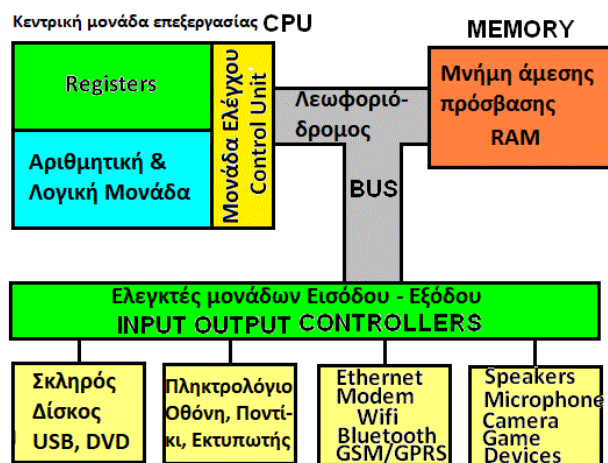 Κεντρική μονάδα επεξεργασίας CPU
MEMORY
Registers
Αριθμητική &
Λογική Μονάδα
Μονάδα Ελέγχου
Control Unit
Λεωφοριό-
δρομος
BUS
Μνήμη άμεσης
πρόσβασης
RAM
Ελεγκτές μονάδων Εισόδου - Εξόδου
INPUT OUTPUT CONTROLLERS
Σκληρός
Δίσκος
USB, DVD
Πληκτρολόγιο
Οθόνη, Ποντί-
κι, Εκτυπωτής
Ethernet
Modem
Wifi
Bluetooth
GSM/GPRS
Speakers
Microphone
Camera
Game
Devices